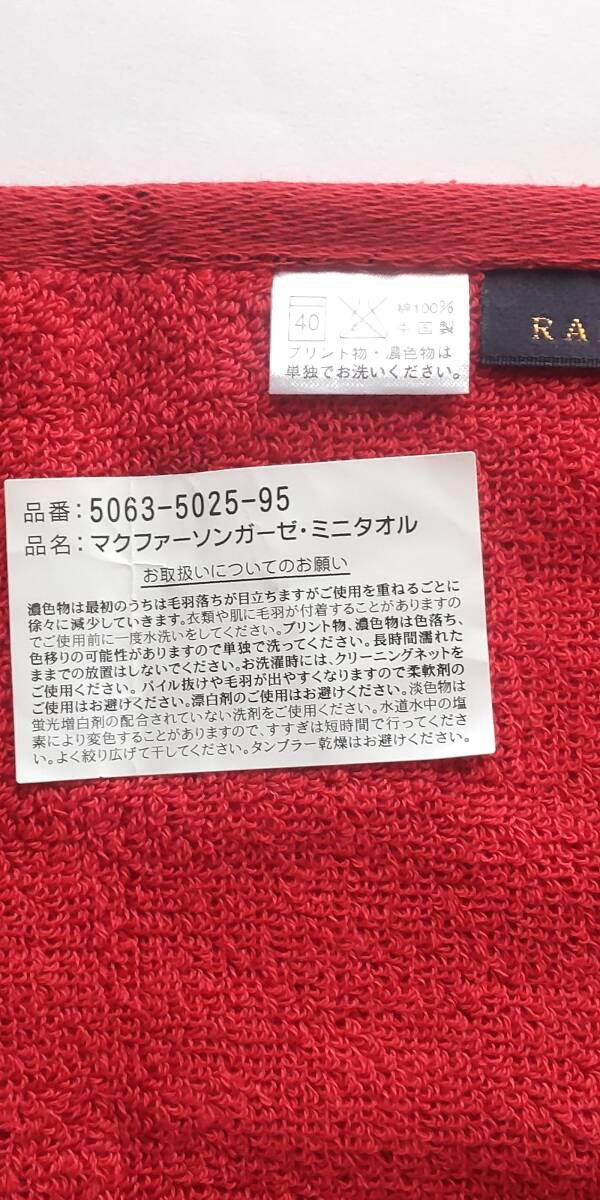 40 綿100%
中国製
プリント物・濃色物は
単独でお洗いください。
RA
品番：5063-5025-95
品名：マクファーソンガーゼ・ミニタオル
お取扱いについてのお願い
濃色物は最初のうちは毛羽落ちが目立ちますがご使用を重ねるごとに
徐々に減少していきます。衣類や肌に毛羽が付着することがありますの
でご使用前に一度水洗いをしてください。プリント物、濃色物は色落ち、
色移りの可能性がありますので単独で洗ってください。長時間濡れた
ままでの放置はしないでください。お洗濯時には、クリーニングネットを
ご使用ください。パイル抜けや毛羽が出やすくなりますので柔軟剤の
ご使用はお避けください。漂白剤のご使用はお避けください。淡色物は
蛍光増白剤の配合されていない洗剤をご使用ください。水道水中の塩
素により変色することがありますので、すすぎは短時間で行ってくださ
い。よく絞り広げて干してください。タンブラー乾燥はお避けください。